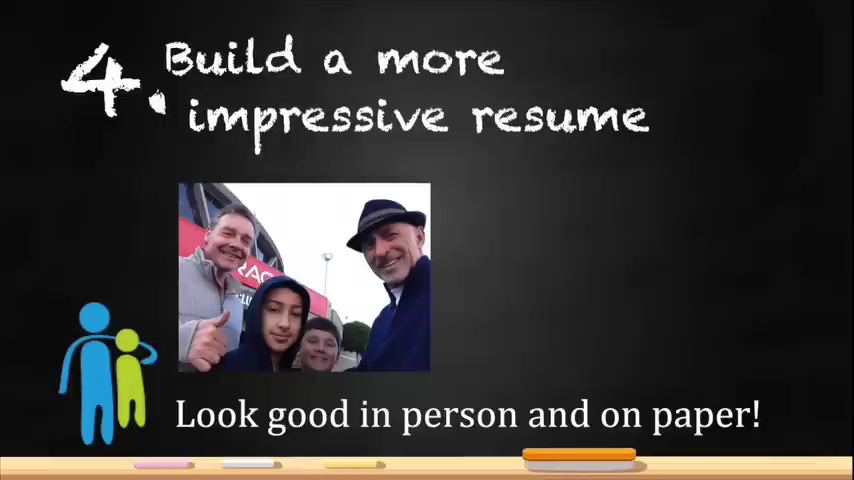 4. Build a more
impressive resume
Look good in person and on paper!